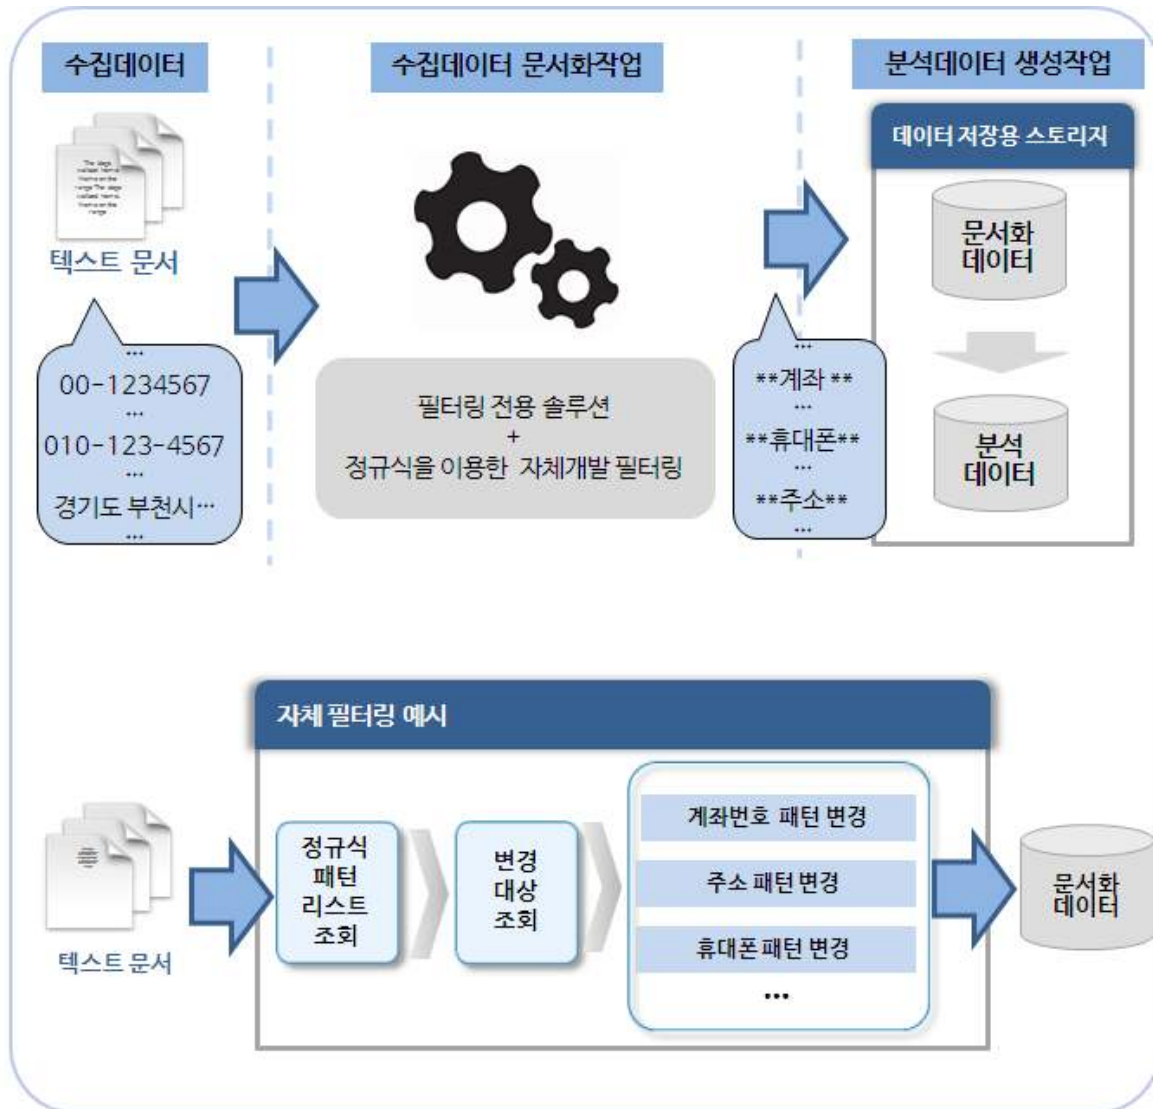 수집데이터
수집데이터 문서화작업
분석데이터 생성작업
텍스트 문서
…
00-1234567
…
010-123-4567
…
경기도 부천시…
…
필터링 전용 솔루션
+
정규식을 이용한 자체개발 필터링
…
**계좌 **
…
**휴대폰**
…
**주소**
…
데이터 저장용 스토리지
문서화
데이터
분석
데이터
자체 필터링 예시
텍스트 문서
정규식
패턴
리스트
조회
변경
대상
조회
계좌번호 패턴 변경
주소 패턴 변경
휴대폰 패턴 변경
…
문서화
데이터